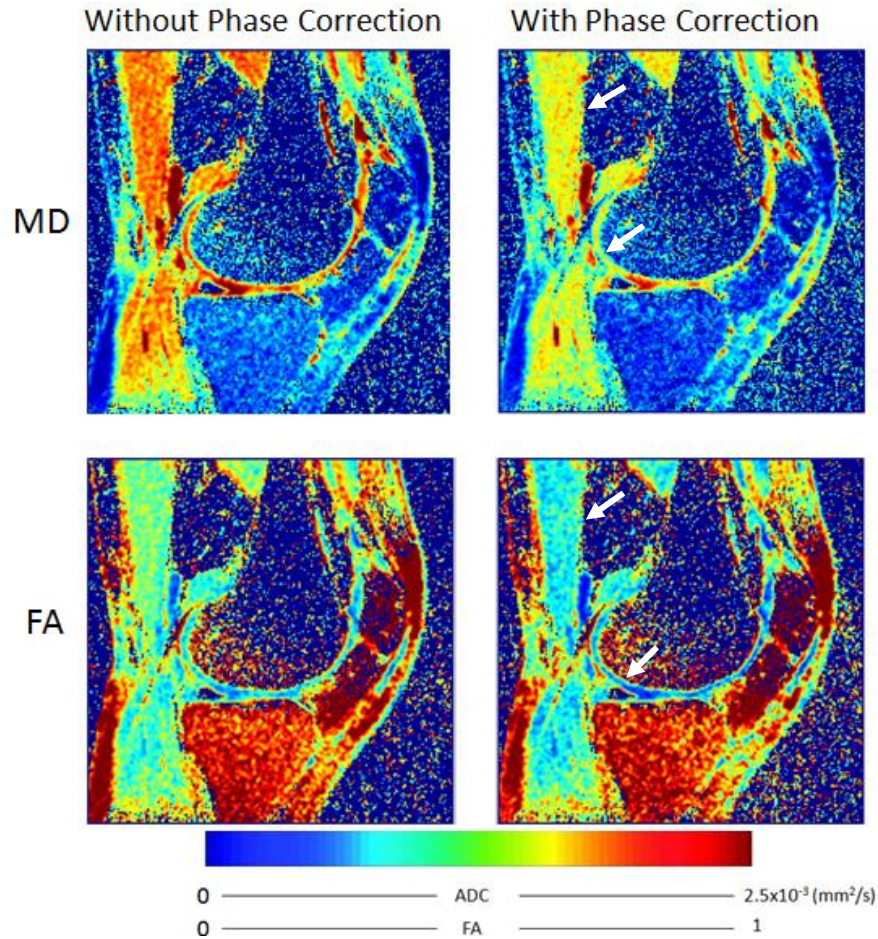 Without Phase Correction
With Phase Correction
MD
FA
0 ADC 2.5x10⁻³ (mm²/s)
0 FA 1